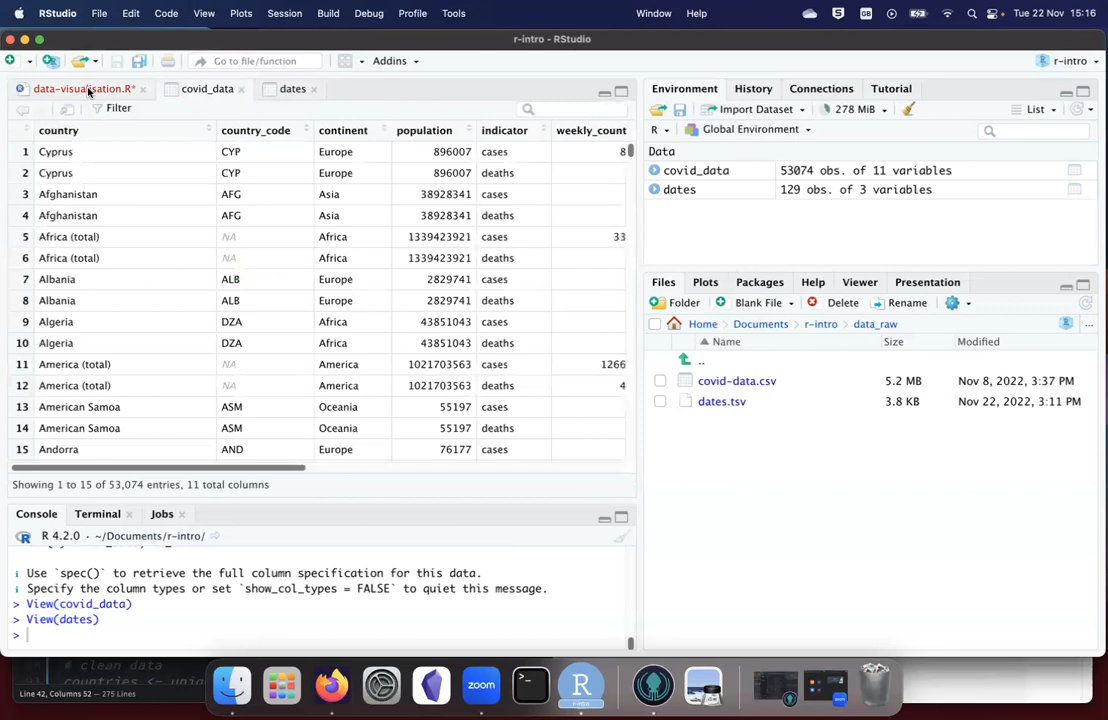 RStudio File Edit Code View Plots Session Build Debug Profile Tools Window Help GB Tue 22 Nov 15:16
r-intro - RStudio
Go to file/function Addins r-intro
data-visualisation.R* covid_data dates
Filter
country country_code continent population indicator weekly_count
1 Cyprus CYP Europe 896007 cases 8
2 Cyprus CYP Europe 896007 deaths
3 Afghanistan AFG Asia 38928341 cases
4 Afghanistan AFG Asia 38928341 deaths
5 Africa (total) NA Africa 1339423921 cases 33
6 Africa (total) NA Africa 1339423921 deaths
7 Albania ALB Europe 2829741 cases
8 Albania ALB Europe 2829741 deaths
9 Algeria DZA Africa 43851043 cases
10 Algeria DZA Africa 43851043 deaths
11 America (total) NA America 1021703563 cases 1266
12 America (total) NA America 1021703563 deaths 4
13 American Samoa ASM Oceania 55197 cases
14 American Samoa ASM Oceania 55197 deaths
15 Andorra AND Europe 76177 cases
Showing 1 to 15 of 53,074 entries, 11 total columns
Console Terminal Jobs
R 4.2.0 · ~/Documents/r-intro/
i Use `spec()` to retrieve the full column specification for this data.
i Specify the column types or set `show_col_types = FALSE` to quiet this message.
> View(covid_data)
> View(dates)
>
Environment History Connections Tutorial
Import Dataset 278 MiB List
R Global Environment
Data
covid_data 53074 obs. of 11 variables
dates 129 obs. of 3 variables
Files Plots Packages Help Viewer Presentation
Folder Blank File Delete Rename
Home Documents r-intro data_raw ...
Name Size Modified
..
covid-data.csv 5.2 MB Nov 8, 2022, 3:37 PM
dates.tsv 3.8 KB Nov 22, 2022, 3:11 PM
# clean data
countries <- uniq
Line 42, Columns 52 — 275 Lines
zoom
R
r-intro